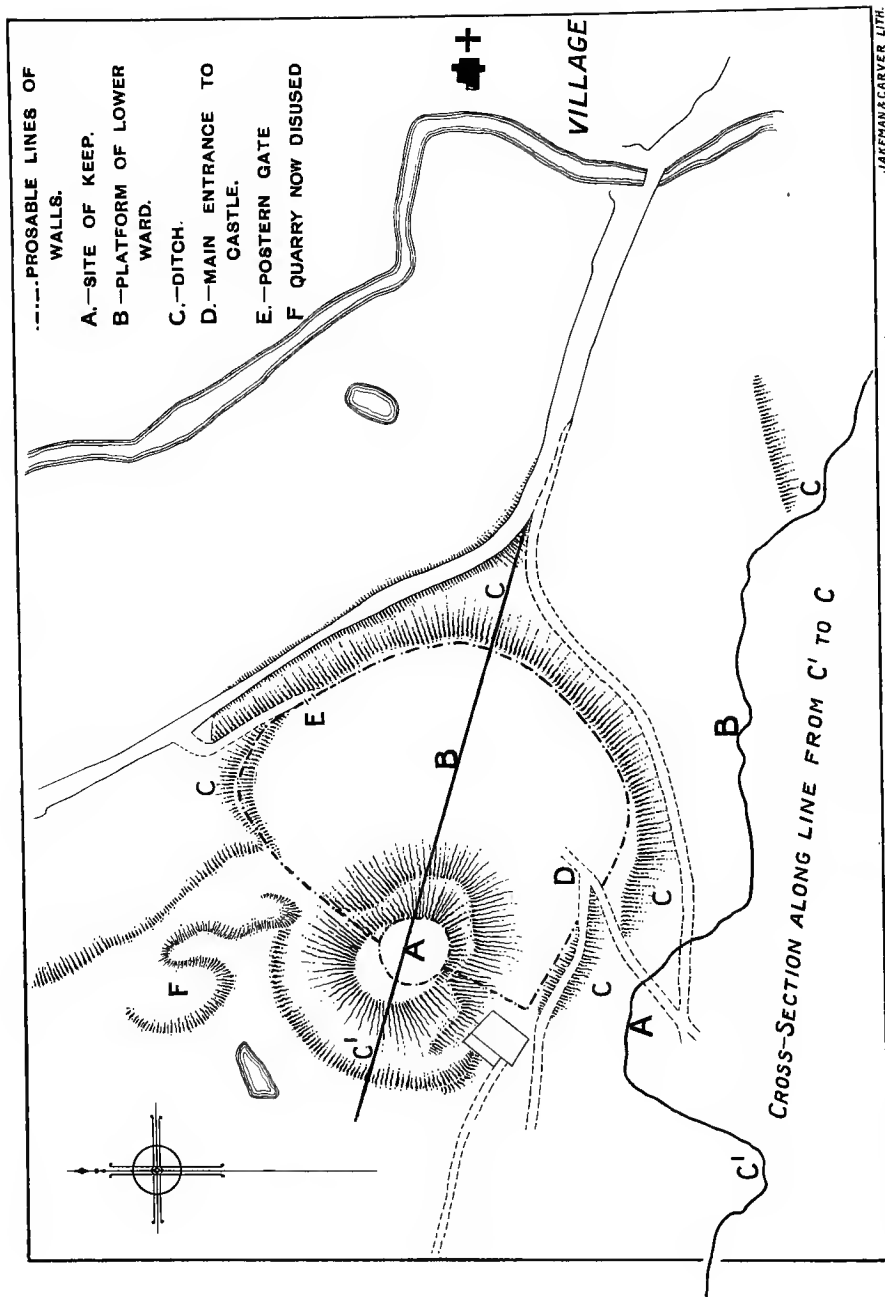 .–.–.PROSABLE LINES OF
WALLS.
A.–SITE OF KEEP.
B –PLATFORM OF LOWER
WARD.
C.–DITCH.
D.–MAIN ENTRANCE TO
CASTLE.
E.–POSTERN GATE
F QUARRY NOW DISUSED
VILLAGE
F
C
E
C'
A
B
C
D
C
C
CROSS-SECTION ALONG LINE FROM C' TO C
C'
A
B
C
JAKEMAN & CARVER LITH.